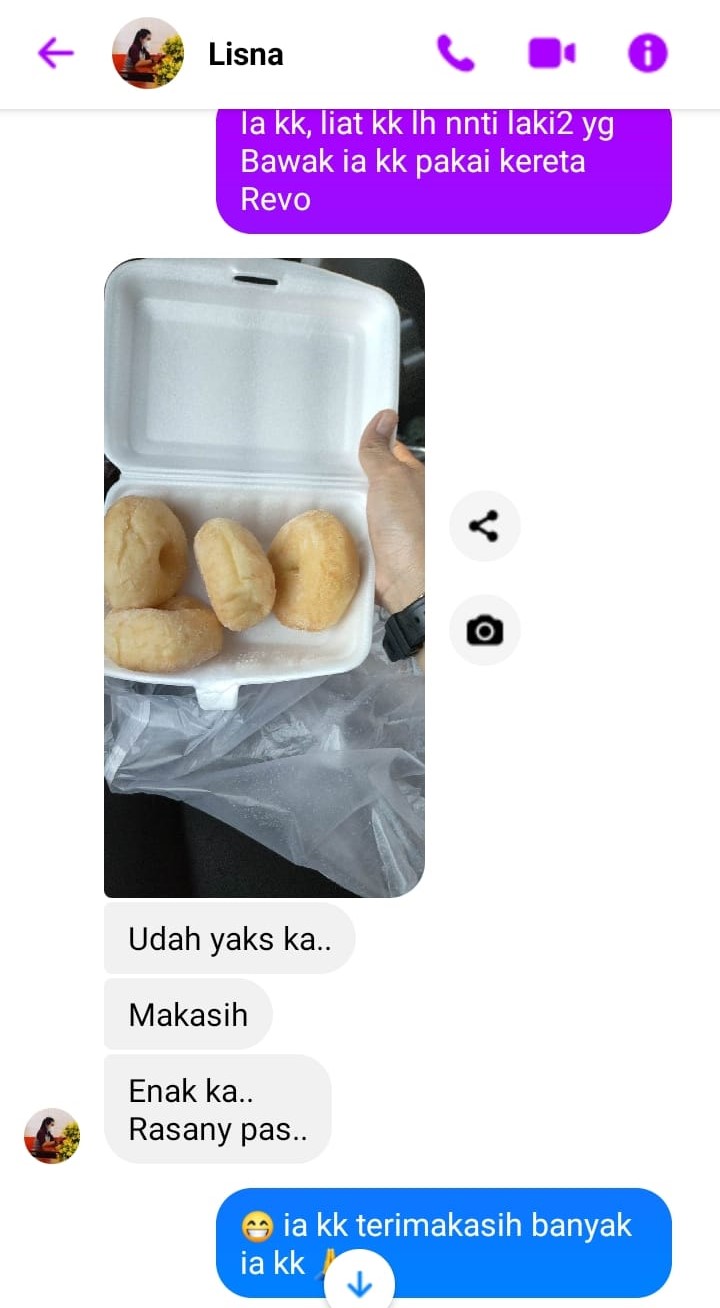 Lisna
Ia kk, liat kk lh nnti laki2 yg
Bawak ia kk pakai kereta
Revo
Udah yaks ka..
Makasih
Enak ka..
Rasany pas..
😁 ia kk terimakasih banyak
ia kk 🙏